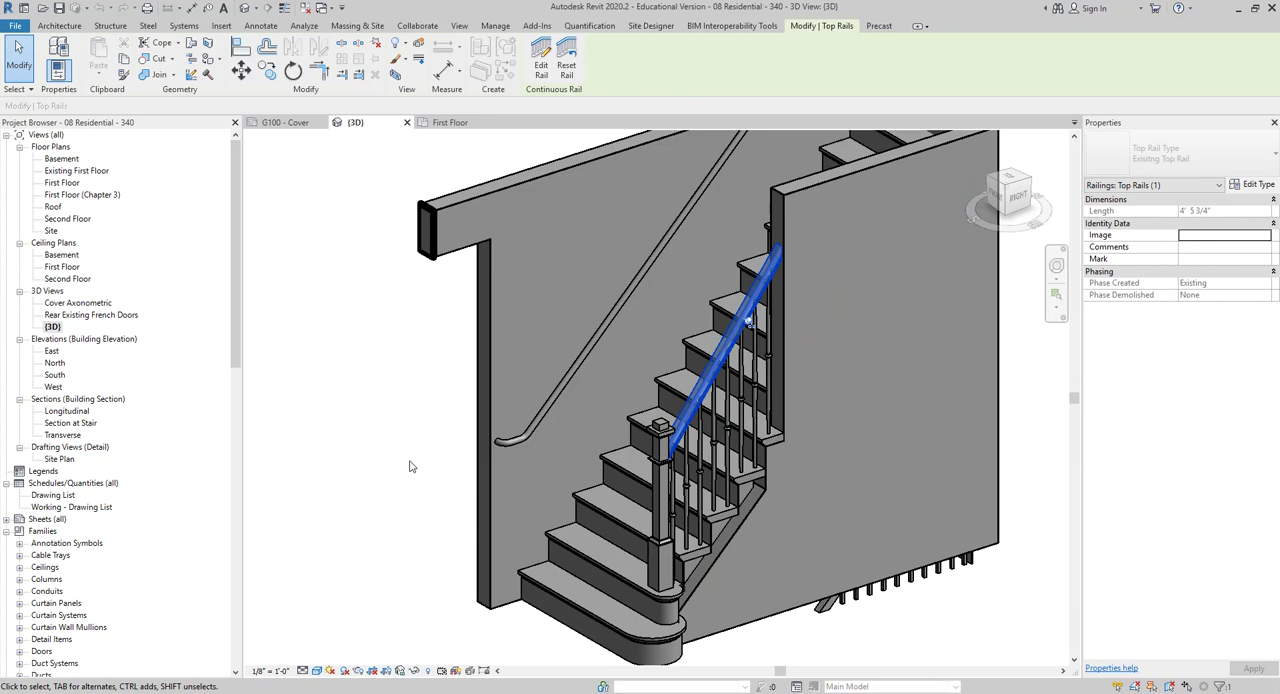 Autodesk Revit 2020.2 - Educational Version - 08 Residential - 340 - 3D View: {3D}
Sign In
File Architecture Structure Steel Systems Insert Annotate Analyze Massing & Site Collaborate View Manage Add-Ins Quantification Site Designer BIM Interoperability Tools Modify | Top Rails Precast
Modify
Paste
Cope
Cut
Join
Edit Rail
Reset Rail
Select Properties Clipboard Geometry Modify View Measure Create Continuous Rail
Modify | Top Rails
Project Browser - 08 Residential - 340
G100 - Cover
{3D}
First Floor
Properties
Views (all)
Floor Plans
Basement
Existing First Floor
First Floor
First Floor (Chapter 3)
Roof
Second Floor
Site
Ceiling Plans
Basement
First Floor
Second Floor
3D Views
Cover Axonometric
Rear Existing French Doors
{3D}
Elevations (Building Elevation)
East
North
South
West
Sections (Building Section)
Longitudinal
Section at Stair
Transverse
Drafting Views (Detail)
Site Plan
Legends
Schedules/Quantities (all)
Drawing List
Working - Drawing List
Sheets (all)
Families
Annotation Symbols
Cable Trays
Ceilings
Columns
Conduits
Curtain Panels
Curtain Systems
Curtain Wall Mullions
Detail Items
Doors
Duct Systems
Ducts
RIGHT
Top Rail Type
Existing Top Rail
Railings: Top Rails (1)
Edit Type
Dimensions
Length 4' 5 3/4"
Identity Data
Image
Comments
Mark
Phasing
Phase Created Existing
Phase Demolished None
Properties help
Apply
1/8" = 1'-0"
Click to select, TAB for alternates, CTRL adds, SHIFT unselects.
:0
Main Model
:1